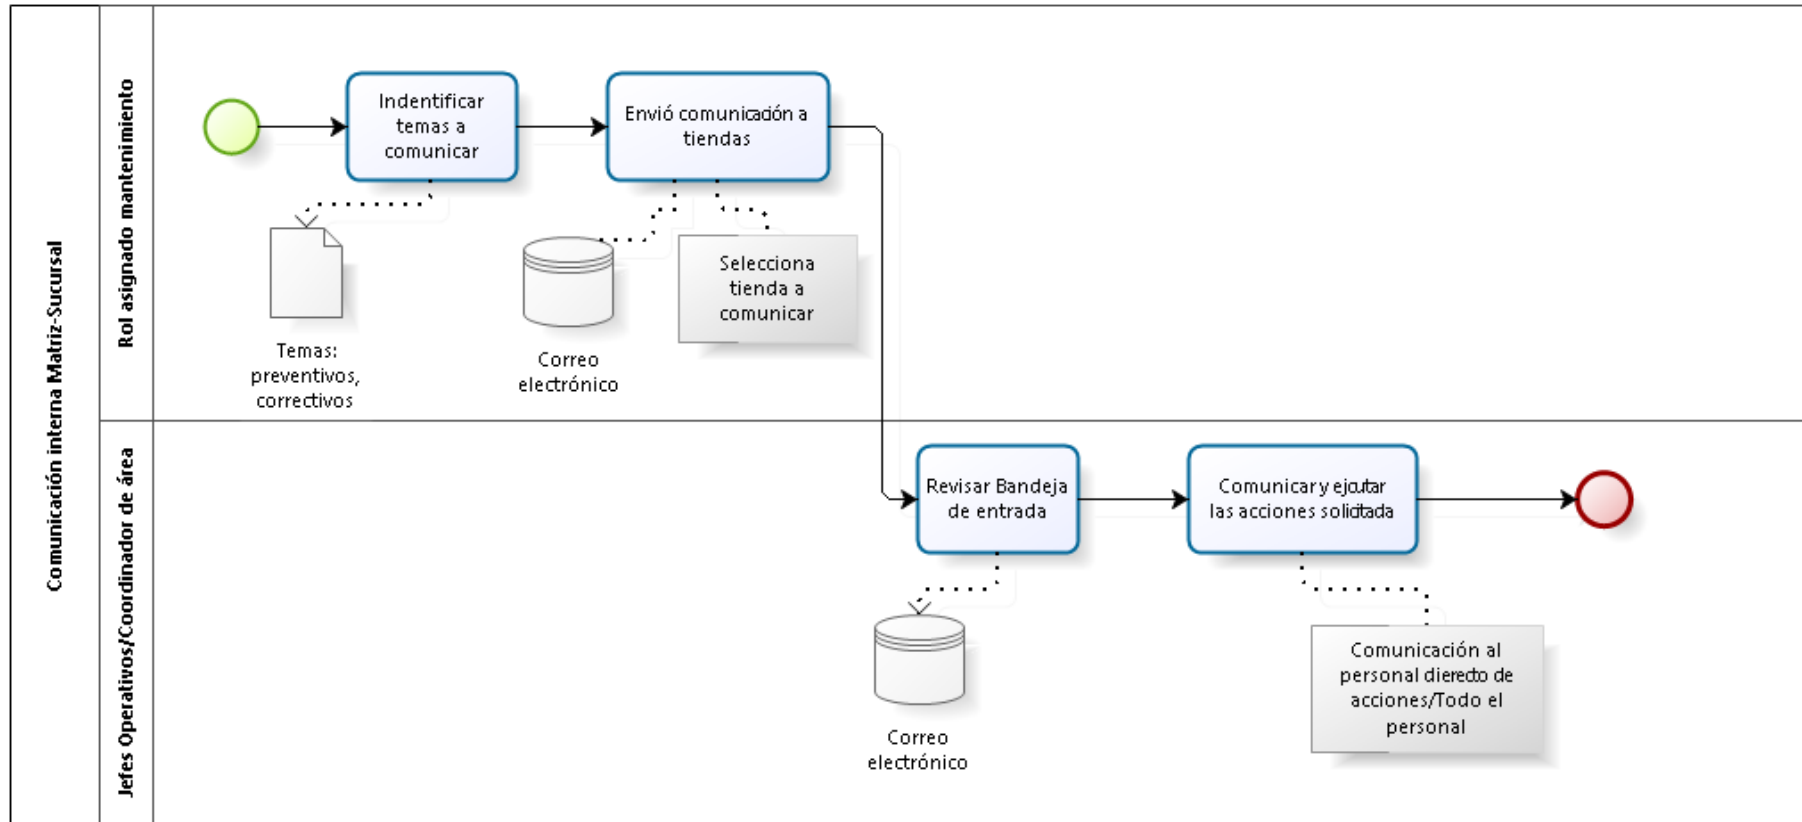 Comunicación interna Matriz-Sucursal
Rol asignado mantenimiento
Indentificar
temas a
comunicar
Envió comunicación a
tiendas
Temas:
preventivos,
correctivos
Correo
electrónico
Selecciona
tienda a
comunicar
Jefes Operativos/Coordinador de área
Revisar Bandeja
de entrada
Comunicar y ejcutar
las acciones solicitada
Correo
electrónico
Comunicación al
personal dierecto de
acciones/Todo el
personal